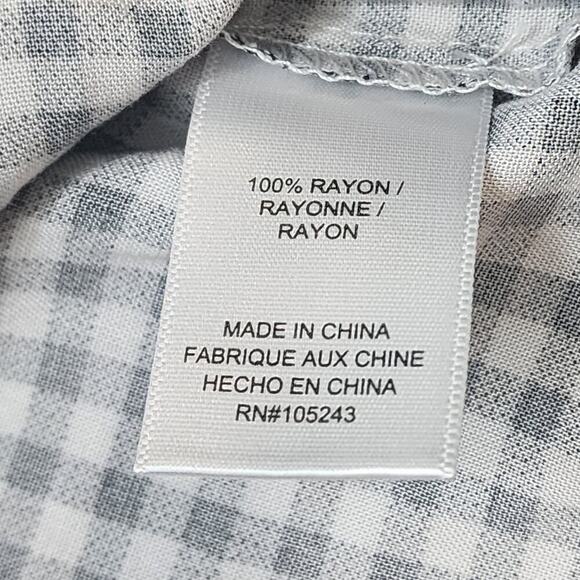 100% RAYON /
RAYONNE /
RAYON
MADE IN CHINA
FABRIQUE AUX CHINE
HECHO EN CHINA
RN#105243